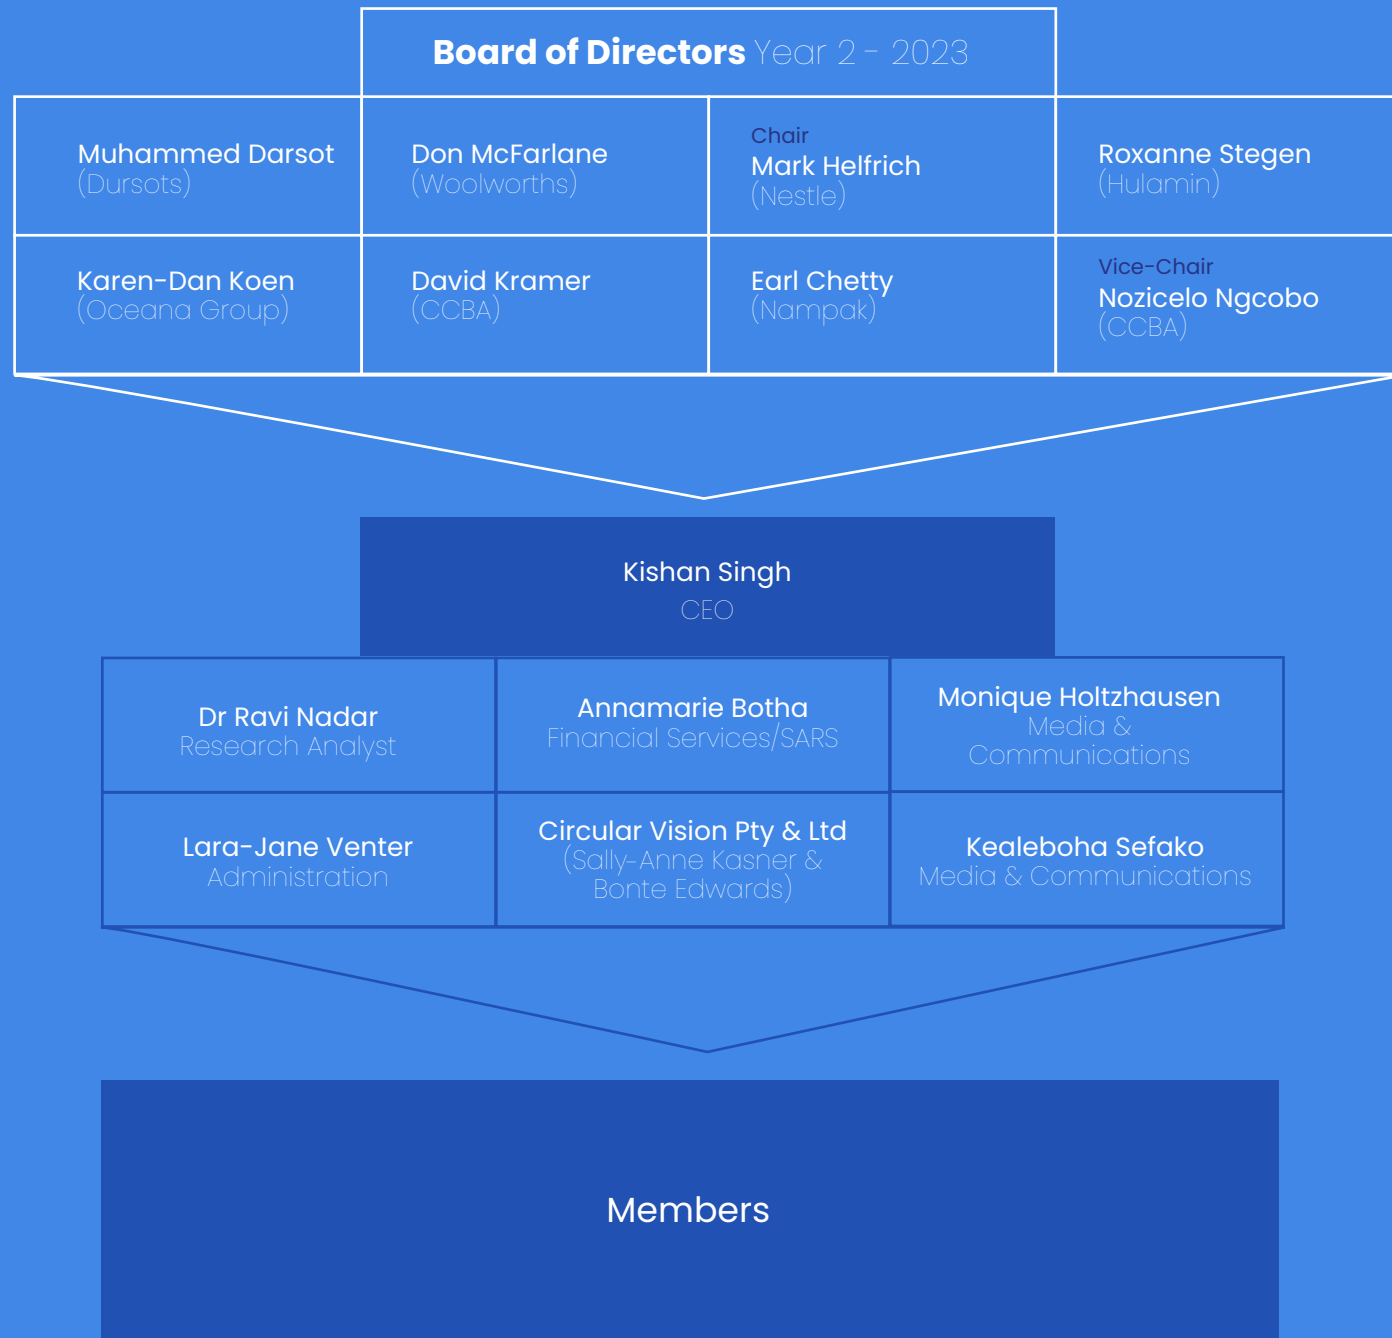 Board of Directors Year 2 - 2023
Muhammed Darsot
(Dursots)
Don McFarlane
(Woolworths)
Chair
Mark Helfrich
(Nestle)
Roxanne Stegen
(Hulamin)
Karen-Dan Koen
(Oceana Group)
David Kramer
(CCBA)
Earl Chetty
(Nampak)
Vice-Chair
Nozicelo Ngcobo
(CCBA)
Kishan Singh
CEO
Dr Ravi Nadar
Research Analyst
Annamarie Botha
Financial Services/SARS
Monique Holtzhausen
Media &
Communications
Lara-Jane Venter
Administration
Circular Vision Pty & Ltd
(Sally-Anne Kasner &
Bonte Edwards)
Kealeboha Sefako
Media & Communications
Members